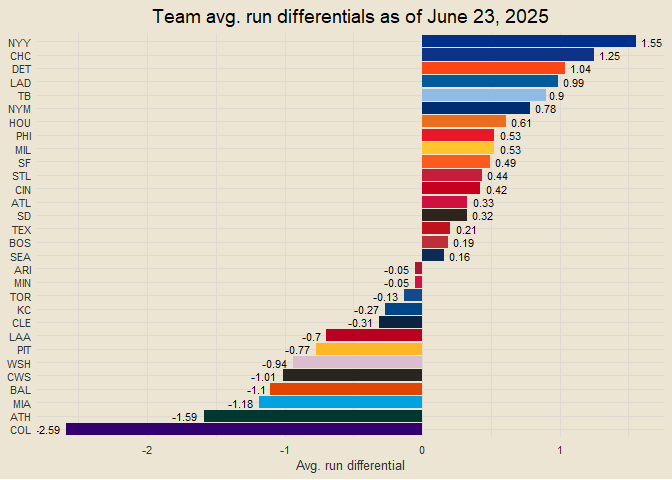 Team avg. run differentials as of June 23, 2025
NYY 1.55
CHC 1.25
DET 1.04
LAD 0.99
TB 0.9
NYM 0.78
HOU 0.61
PHI 0.53
MIL 0.53
SF 0.49
STL 0.44
CIN 0.42
ATL 0.33
SD 0.32
TEX 0.21
BOS 0.19
SEA 0.16
ARI -0.05
MIN -0.05
TOR -0.13
KC -0.27
CLE -0.31
LAA -0.7
PIT -0.77
WSH -0.94
CWS -1.01
BAL -1.1
MIA -1.18
ATH -1.59
COL -2.59
-2 -1 0 1
Avg. run differential